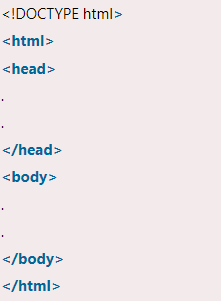 <!DOCTYPE html>
<html>
<head>
.
.
</head>
<body>
.
.
</body>
</html>